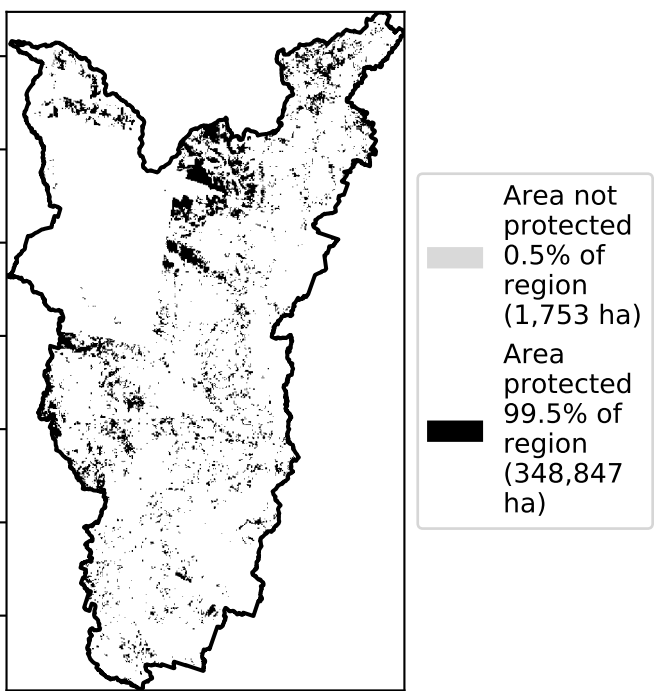 Area not
protected
0.5% of
region
(1,753 ha)
Area
protected
99.5% of
region
(348,847
ha)